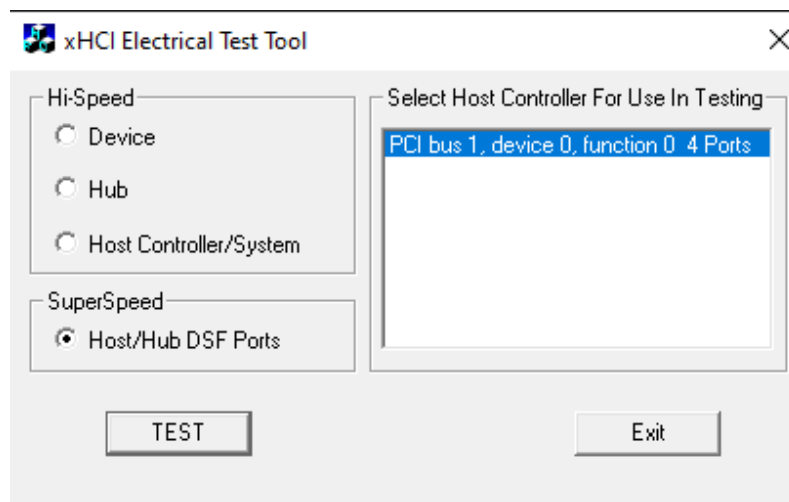 xHCI Electrical Test Tool
Hi-Speed
Device
Hub
Host Controller/System
SuperSpeed
Host/Hub DSF Ports
Select Host Controller For Use In Testing
PCI bus 1, device 0, function 0 4 Ports
TEST
Exit